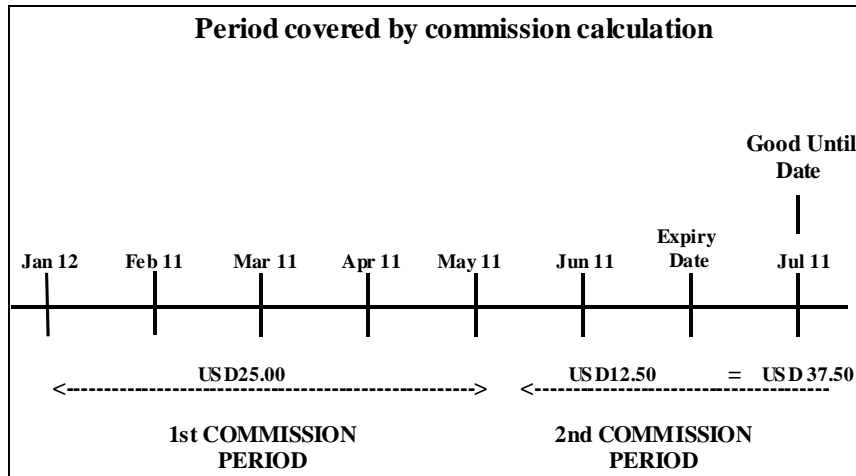 Period covered by commission calculation
Good Until
Date
Jan 12 Feb 11 Mar 11 Apr 11 May 11 Jun 11 Expiry Date Jul 11
USD25.00 USD12.50 = USD 37.50
1st COMMISSION
PERIOD
2nd COMMISSION
PERIOD